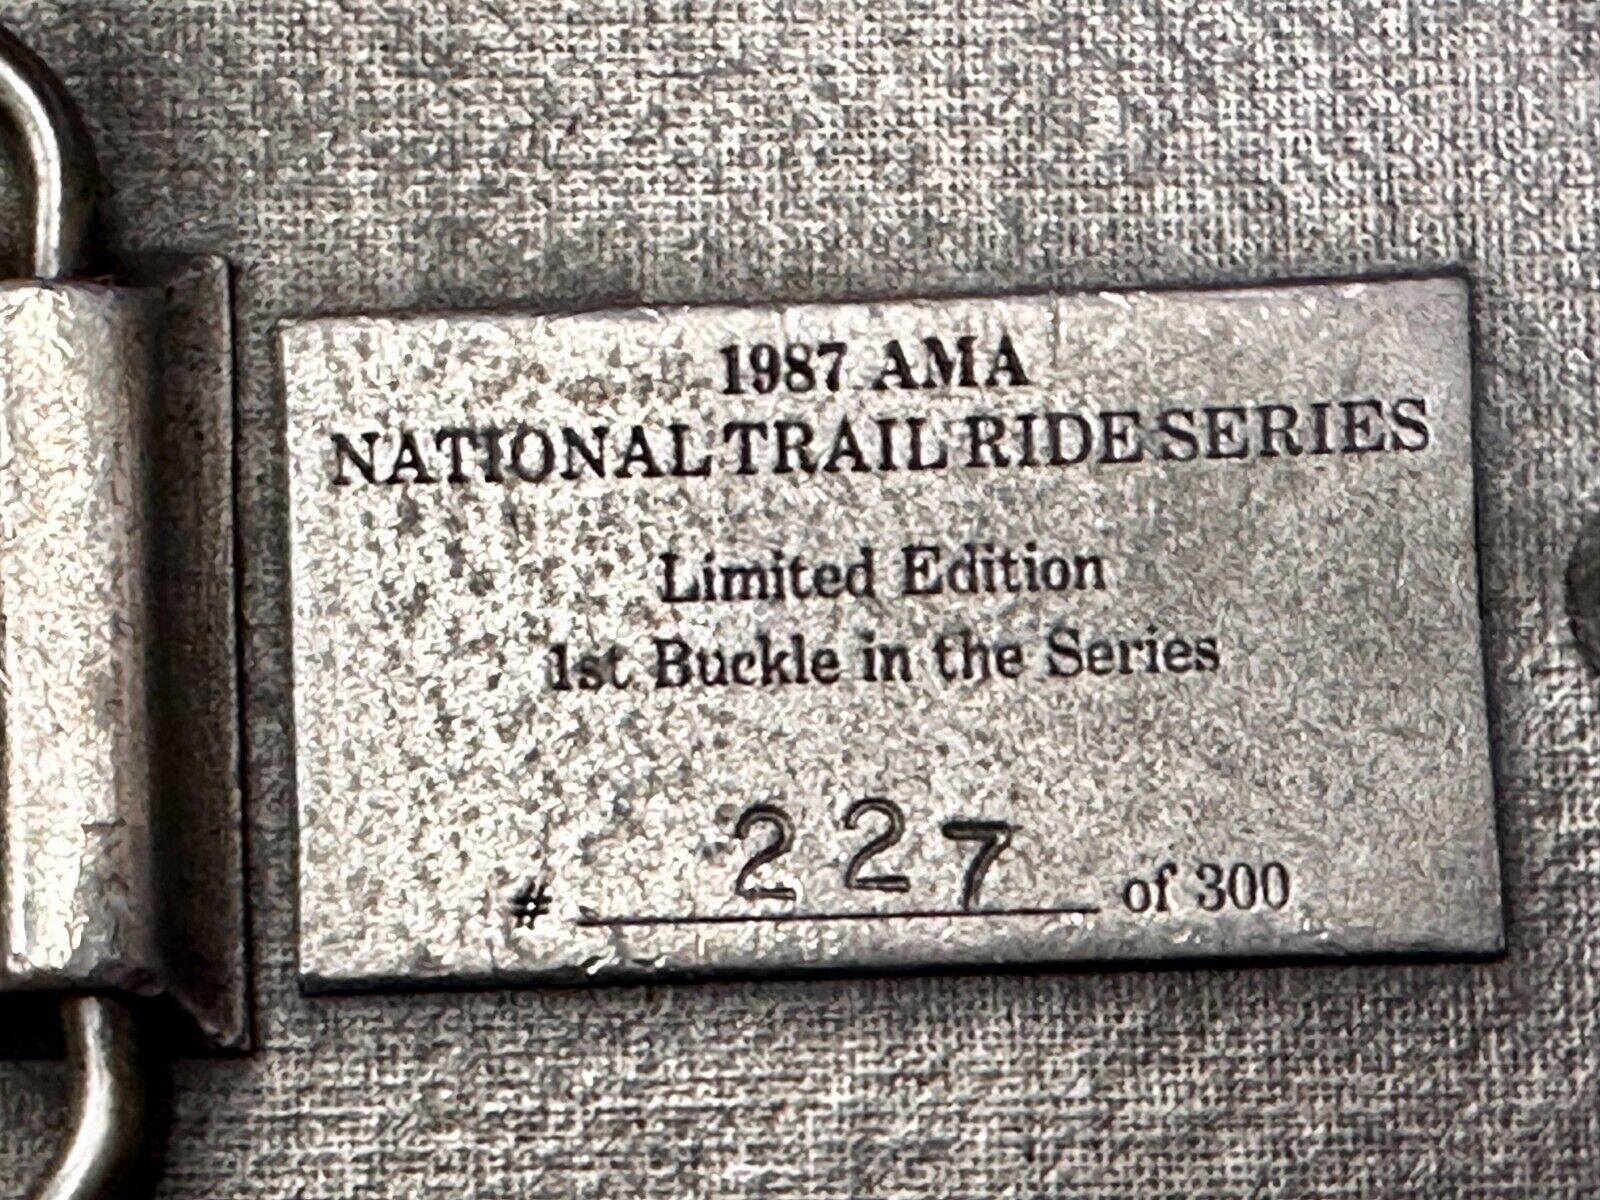 1987 AMA
NATIONAL TRAIL RIDE SERIES
Limited Edition
1st Buckle in the Series
# 227 of 300